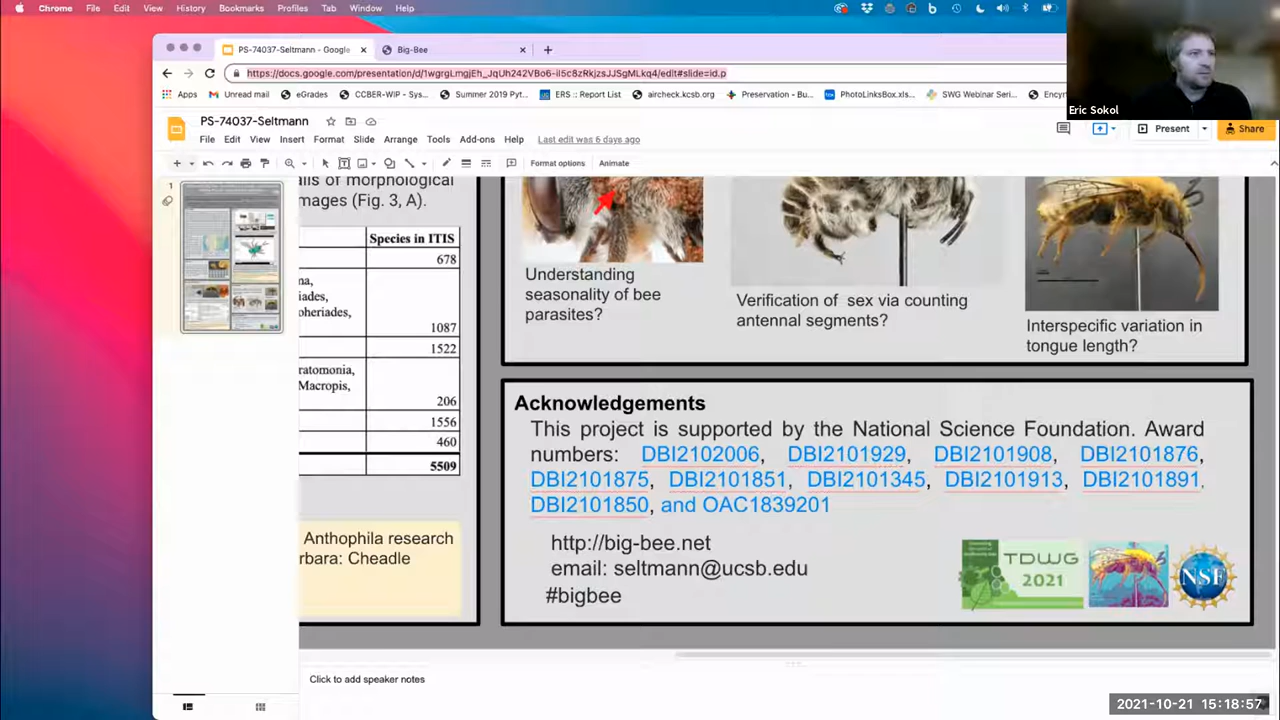 Chrome File Edit View History Bookmarks Profiles Tab Window Help
PS-74037-Seltmann - Google
Big-Bee
https://docs.google.com/presentation/d/1wgrgLmgjEh_JqUh242VBo6-iI5c8zRkjzsJJSgMLkq4/edit#slide=id.p
Apps Unread mail eGrades CCBER-WIP - Sys... Summer 2019 Pyt... ERS :: Report List aircheck.kcsb.org Preservation - Bu... PhotoLinksBox.xls... SWG Webinar Seri... Encyr
Eric Sokol
PS-74037-Seltmann
File Edit View Insert Format Slide Arrange Tools Add-ons Help Last edit was 6 days ago
Present
Share
Format options Animate
1
ils of morphological
mages (Fig. 3, A).
Species in ITIS
678
na,
iades,
pheriades,
1087
1522
ratomonia,
Macropis,
206
1556
460
5509
Anthophila research
rbara: Cheadle
Understanding
seasonality of bee
parasites?
Verification of sex via counting
antennal segments?
Interspecific variation in
tongue length?
Acknowledgements
This project is supported by the National Science Foundation. Award
numbers: DBI2102006, DBI2101929, DBI2101908, DBI2101876,
DBI2101875, DBI2101851, DBI2101345, DBI2101913, DBI2101891,
DBI2101850, and OAC1839201
http://big-bee.net
email: seltmann@ucsb.edu
#bigbee
TDWG
2021
NSF
Click to add speaker notes
2021-10-21 15:18:57